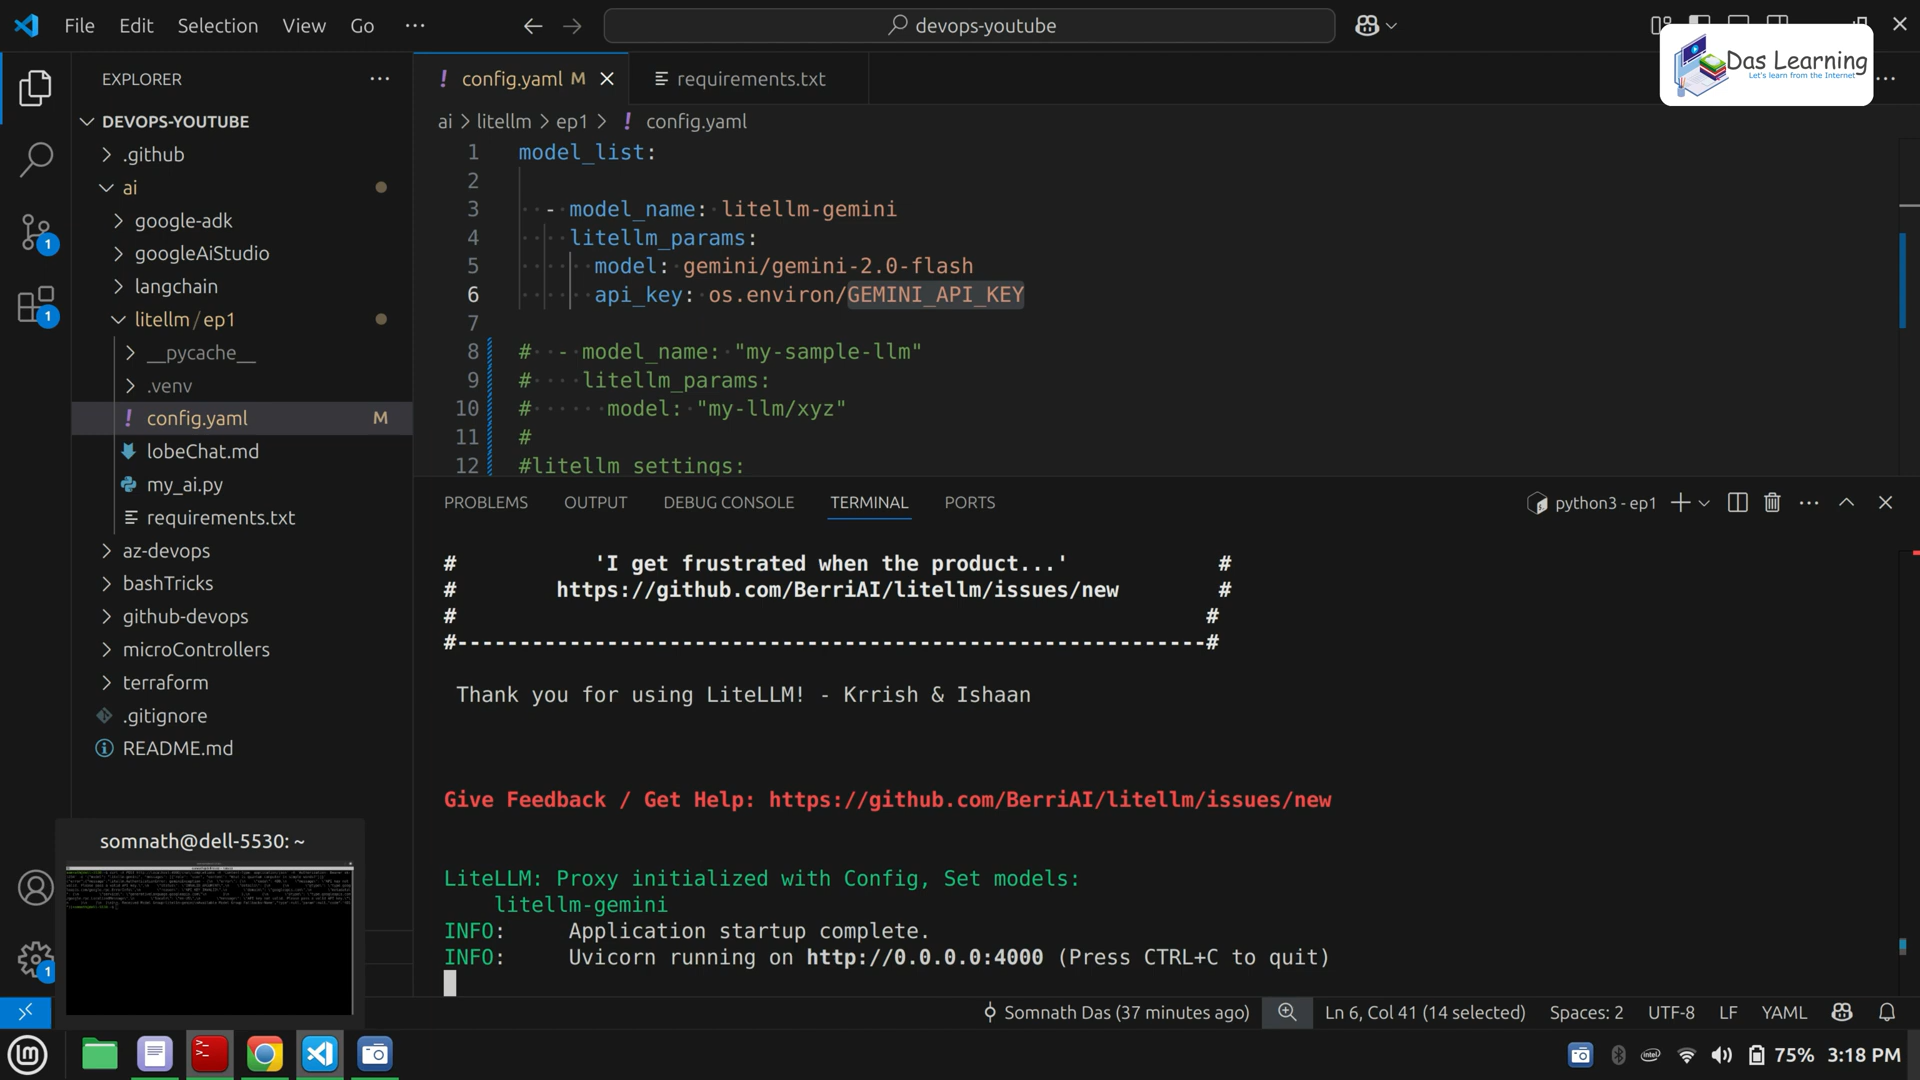 File Edit Selection View Go ···
devops-youtube
Das Learning
Let's learn from the Internet
EXPLORER
config.yaml M
requirements.txt
DEVOPS-YOUTUBE
.github
ai
google-adk
googleAiStudio
langchain
litellm / ep1
__pycache__
.venv
config.yaml M
lobeChat.md
my_ai.py
requirements.txt
az-devops
bashTricks
github-devops
microControllers
terraform
.gitignore
README.md
1
1
1
ai > litellm > ep1 > ! config.yaml
1 model_list:
2
3 - model_name: litellm-gemini
4 litellm_params:
5 model: gemini/gemini-2.0-flash
6 api_key: os.environ/GEMINI_API_KEY
7
8 # - model_name: "my-sample-llm"
9 # litellm_params:
10 # model: "my-llm/xyz"
11 #
12 #litellm_settings:
PROBLEMS OUTPUT DEBUG CONSOLE TERMINAL PORTS
python3 - ep1
# 'I get frustrated when the product...' #
# https://github.com/BerriAI/litellm/issues/new #
# #
#------------------------------------------------------------#
Thank you for using LiteLLM! - Krrish & Ishaan
Give Feedback / Get Help: https://github.com/BerriAI/litellm/issues/new
LiteLLM: Proxy initialized with Config, Set models:
litellm-gemini
INFO: Application startup complete.
INFO: Uvicorn running on http://0.0.0.0:4000 (Press CTRL+C to quit)
somnath@dell-5530: ~
Somnath Das (37 minutes ago)
Ln 6, Col 41 (14 selected)
Spaces: 2
UTF-8
LF
YAML
intel
75%
3:18 PM